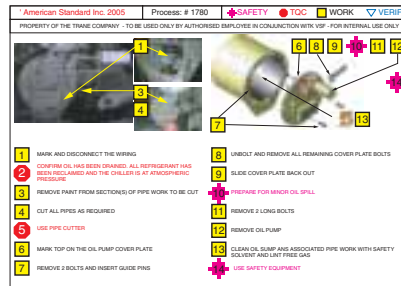 ' American Standard Inc. 2005 Process: # 1780 SAFETY TQC WORK VERIF
PROPERTY OF THE TRANE COMPANY - TO BE USED ONLY BY AUTHORISED EMPLOYEE IN CONJUNCTION WITH VSF - FOR INTERNAL USE ONLY
1
3
4
6 8 9 10 11 12
14
13
7
1 MARK AND DISCONNECT THE WIRING
2 CONFIRM OIL HAS BEEN DRAINED. ALL REFRIGERANT HAS
BEEN RECLAIMED AND THE CHILLER IS AT ATMOSPHERIC
PRESSURE
3 REMOVE PAINT FROM SECTION(S) OF PIPE WORK TO BE CUT
4 CUT ALL PIPES AS REQUIRED
5 USE PIPE CUTTER
6 MARK TOP ON THE OIL PUMP COVER PLATE
7 REMOVE 2 BOLTS AND INSERT GUIDE PINS
8 UNBOLT AND REMOVE ALL REMAINING COVER PLATE BOLTS
9 SLIDE COVER PLATE BACK OUT
10 PREPARE FOR MINOR OIL SPILL
11 REMOVE 2 LONG BOLTS
12 REMOVE OIL PUMP
13 CLEAN OIL SUMP ANS ASSOCIATED PIPE WORK WITH SAFETY
SOLVENT AND LINT FREE GAS
14 USE SAFETY EQUIPMENT